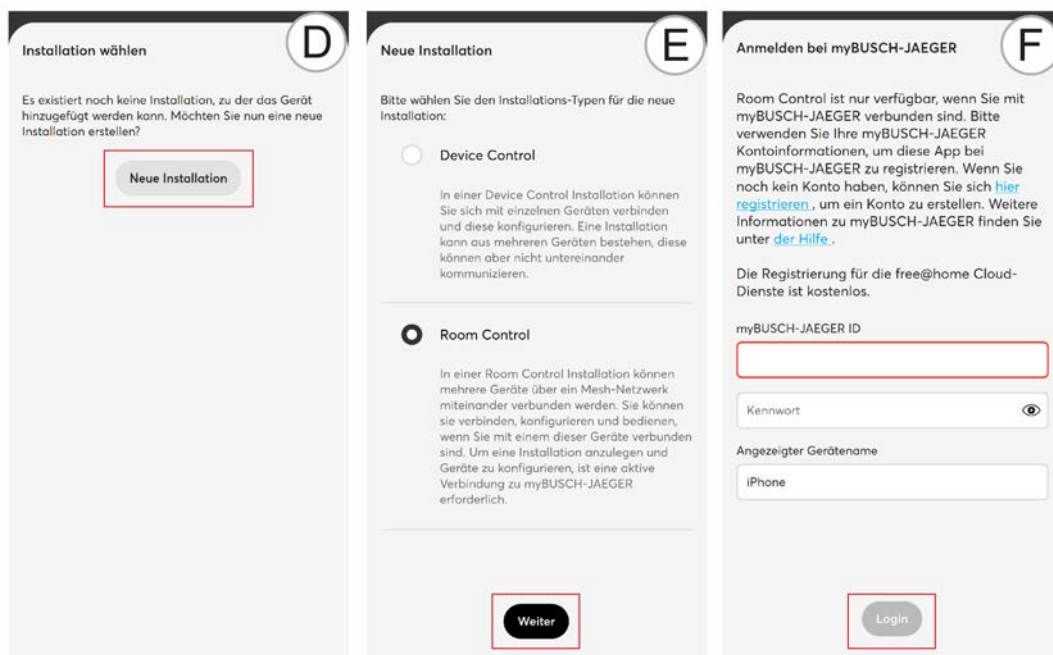 D
Installation wählen
Es existiert noch keine Installation, zu der das Gerät
hinzugefügt werden kann. Möchten Sie nun eine neue
Installation erstellen?
Neue Installation
E
Neue Installation
Bitte wählen Sie den Installations-Typen für die neue
Installation:
Device Control
In einer Device Control Installation können
Sie sich mit einzelnen Geräten verbinden
und diese konfigurieren. Eine Installation
kann aus mehreren Geräten bestehen, diese
können aber nicht untereinander
kommunizieren.
Room Control
In einer Room Control Installation können
mehrere Geräte über ein Mesh-Netzwerk
miteinander verbunden werden. Sie können
sie verbinden, konfigurieren und bedienen,
wenn Sie mit einem dieser Geräte verbunden
sind. Um eine Installation anzulegen und
Geräte zu konfigurieren, ist eine aktive
Verbindung zu myBUSCH-JAEGER
erforderlich.
Weiter
F
Anmelden bei myBUSCH-JAEGER
Room Control ist nur verfügbar, wenn Sie mit
myBUSCH-JAEGER verbunden sind. Bitte
verwenden Sie Ihre myBUSCH-JAEGER
Kontoinformationen, um diese App bei
myBUSCH-JAEGER zu registrieren. Wenn Sie
noch kein Konto haben, können Sie sich hier
registrieren , um ein Konto zu erstellen. Weitere
Informationen zu myBUSCH-JAEGER finden Sie
unter der Hilfe .
Die Registrierung für die free@home Cloud-
Dienste ist kostenlos.
myBUSCH-JAEGER ID
Kennwort
Angezeigter Gerätename
iPhone
Login